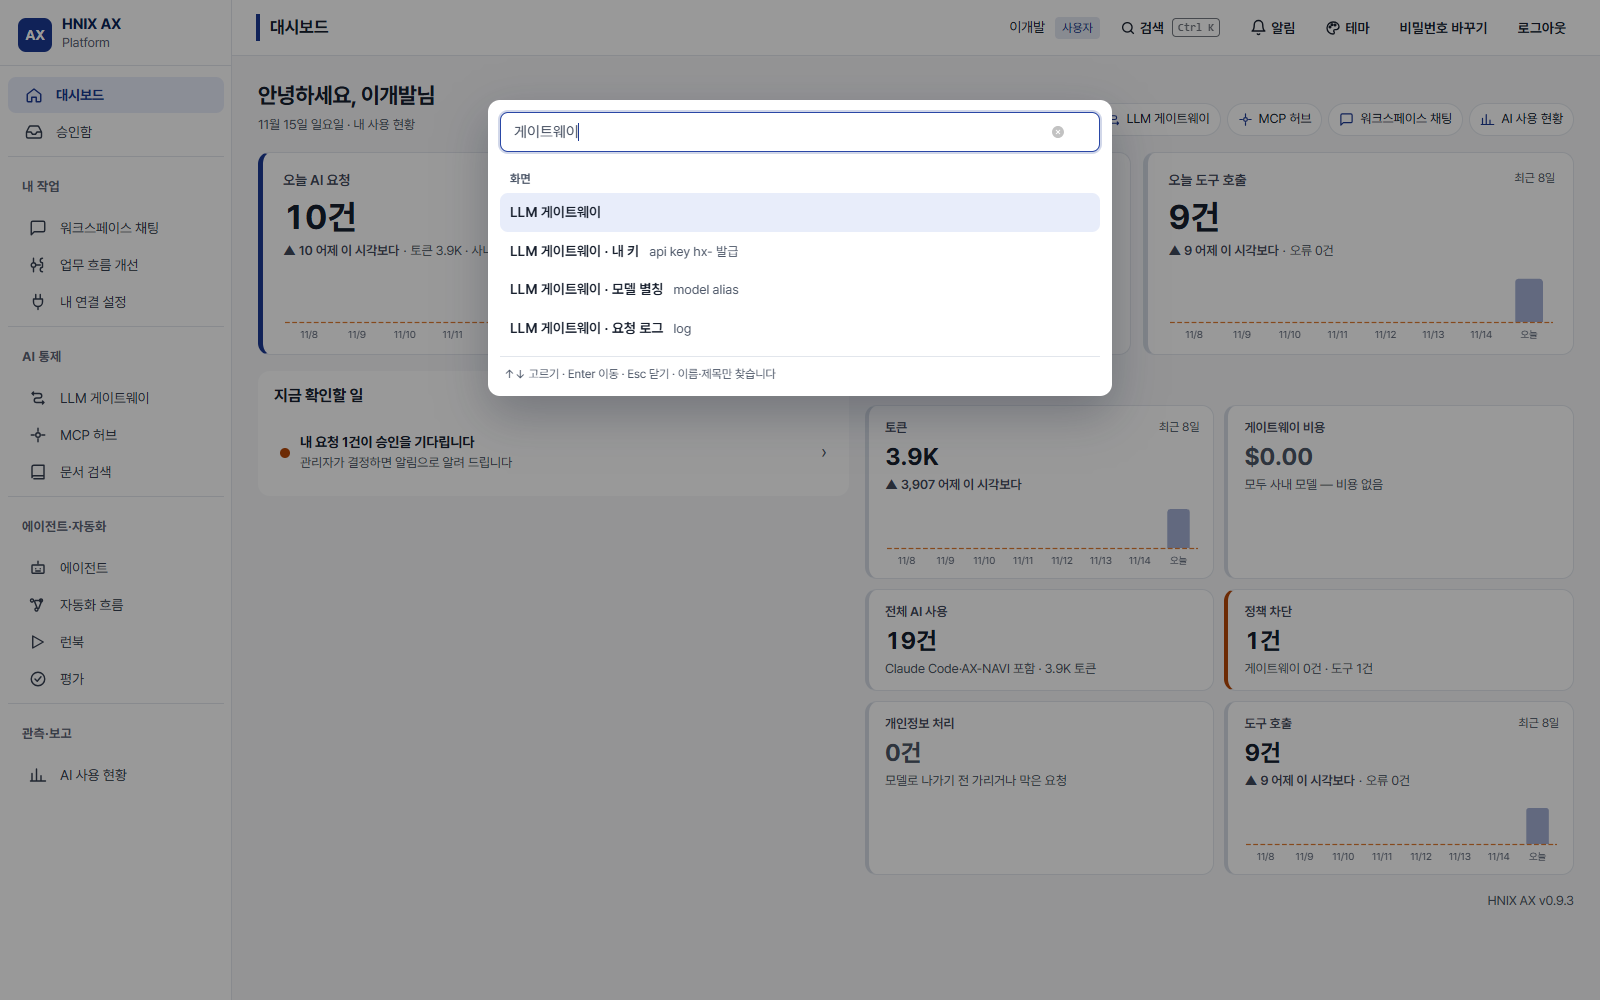 AX
HNIX AX
Platform
대시보드
이개발 사용자 검색 Ctrl K 알림 테마 비밀번호 바꾸기 로그아웃
대시보드
승인함
내 작업
워크스페이스 채팅
업무 흐름 개선
내 연결 설정
AI 통제
LLM 게이트웨이
MCP 허브
문서 검색
에이전트·자동화
에이전트
자동화 흐름
런북
평가
관측·보고
AI 사용 현황
안녕하세요, 이개발님
11월 15일 일요일 · 내 사용 현황
LLM 게이트웨이 MCP 허브 워크스페이스 채팅 AI 사용 현황
게이트웨이
화면
LLM 게이트웨이
LLM 게이트웨이 · 내 키 api key hx- 발급
LLM 게이트웨이 · 모델 별칭 model alias
LLM 게이트웨이 · 요청 로그 log
↑↓ 고르기 · Enter 이동 · Esc 닫기 · 이름·제목만 찾습니다
오늘 AI 요청
10건
▲ 10 어제 이 시각보다 · 토큰 3.9K ·
11/8 11/9 11/10 11/11
오늘 도구 호출 최근 8일
9건
▲ 9 어제 이 시각보다 · 오류 0건
11/8 11/9 11/10 11/11 11/12 11/13 11/14 오늘
지금 확인할 일
내 요청 1건이 승인을 기다립니다
관리자가 결정하면 알림으로 알려 드립니다
토큰 최근 8일
3.9K
▲ 3,907 어제 이 시각보다
11/8 11/9 11/10 11/11 11/12 11/13 11/14 오늘
게이트웨이 비용
$0.00
모두 사내 모델 — 비용 없음
전체 AI 사용
19건
Claude Code·AX-NAVI 포함 · 3.9K 토큰
정책 차단
1건
게이트웨이 0건 · 도구 1건
개인정보 처리
0건
모델로 나가기 전 가리거나 막은 요청
도구 호출 최근 8일
9건
▲ 9 어제 이 시각보다 · 오류 0건
11/8 11/9 11/10 11/11 11/12 11/13 11/14 오늘
HNIX AX v0.9.3